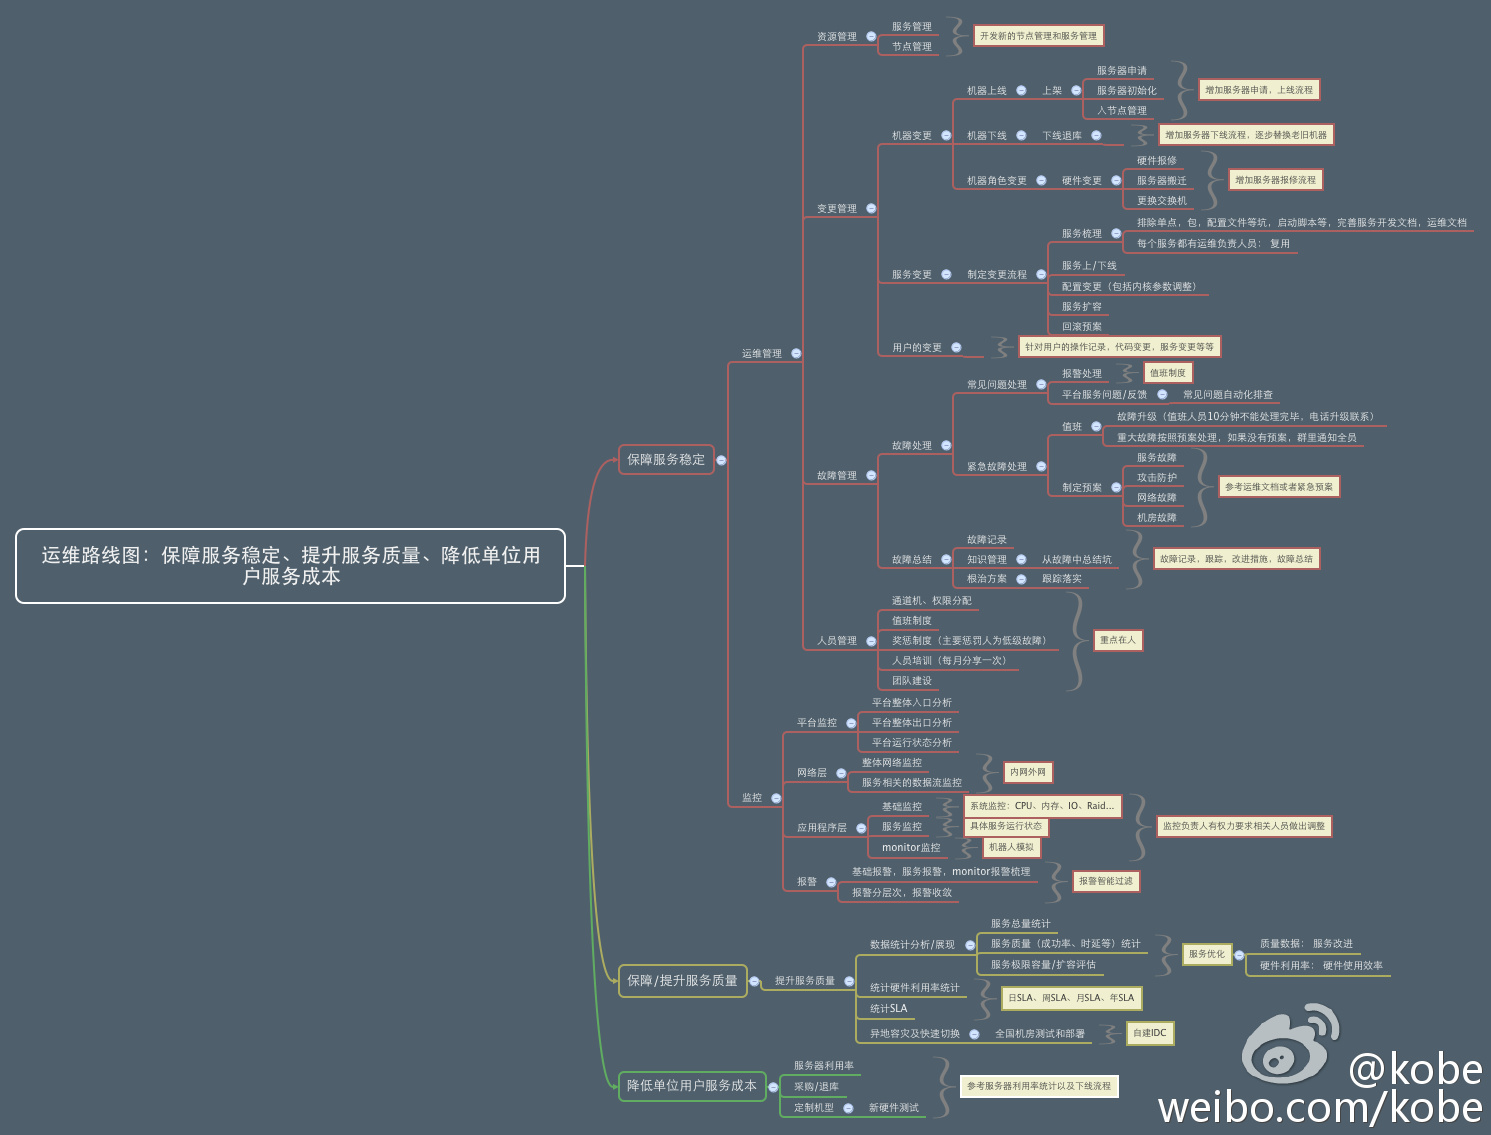 运维路线图：保障服务稳定、提升服务质量、降低单位用
户服务成本
保障服务稳定
运维管理
资源管理
服务管理
节点管理
开发新的节点管理和服务管理
变更管理
机器变更
机器上线
上架
服务器申请
服务器初始化
入节点管理
增加服务器申请，上线流程
机器下线
下线退库
增加服务器下线流程，逐步替换老旧机器
机器角色变更
硬件变更
硬件报修
服务器搬迁
更换交换机
增加服务器报修流程
服务变更
制定变更流程
服务梳理
排除单点，包，配置文件等坑，启动脚本等，完善服务开发文档，运维文档
每个服务都有运维负责人员： 复用
服务上/下线
配置变更（包括内核参数调整）
服务扩容
回滚预案
用户的变更
针对用户的操作记录，代码变更，服务变更等等
故障管理
故障处理
常见问题处理
报警处理
值班制度
平台服务问题/反馈
常见问题自动化排查
紧急故障处理
值班
故障升级（值班人员10分钟不能处理完毕，电话升级联系）
重大故障按照预案处理，如果没有预案，群里通知全员
制定预案
服务故障
攻击防护
网络故障
机房故障
参考运维文档或者紧急预案
故障总结
故障记录
知识管理
从故障中总结坑
根治方案
跟踪落实
故障记录，跟踪，改进措施，故障总结
人员管理
通道机、权限分配
值班制度
奖惩制度（主要惩罚人为低级故障）
人员培训（每月分享一次）
团队建设
重点在人
监控
平台监控
平台整体入口分析
平台整体出口分析
平台运行状态分析
网络层
整体网络监控
服务相关的数据流监控
内网外网
应用程序层
基础监控
系统监控：CPU、内存、IO、Raid...
服务监控
具体服务运行状态
monitor监控
机器人模拟
监控负责人有权力要求相关人员做出调整
报警
基础报警，服务报警，monitor报警梳理
报警分层次，报警收敛
报警智能过滤
保障/提升服务质量
提升服务质量
数据统计分析/展现
服务总量统计
服务质量（成功率、时延等）统计
服务极限容量/扩容评估
服务优化
质量数据： 服务改进
硬件利用率： 硬件使用效率
统计硬件利用率统计
统计SLA
日SLA、周SLA、月SLA、年SLA
异地容灾及快速切换
全国机房测试和部署
自建IDC
降低单位用户服务成本
服务器利用率
采购/退库
定制机型
新硬件测试
参考服务器利用率统计以及下线流程
@kobe
weibo.com/kobe